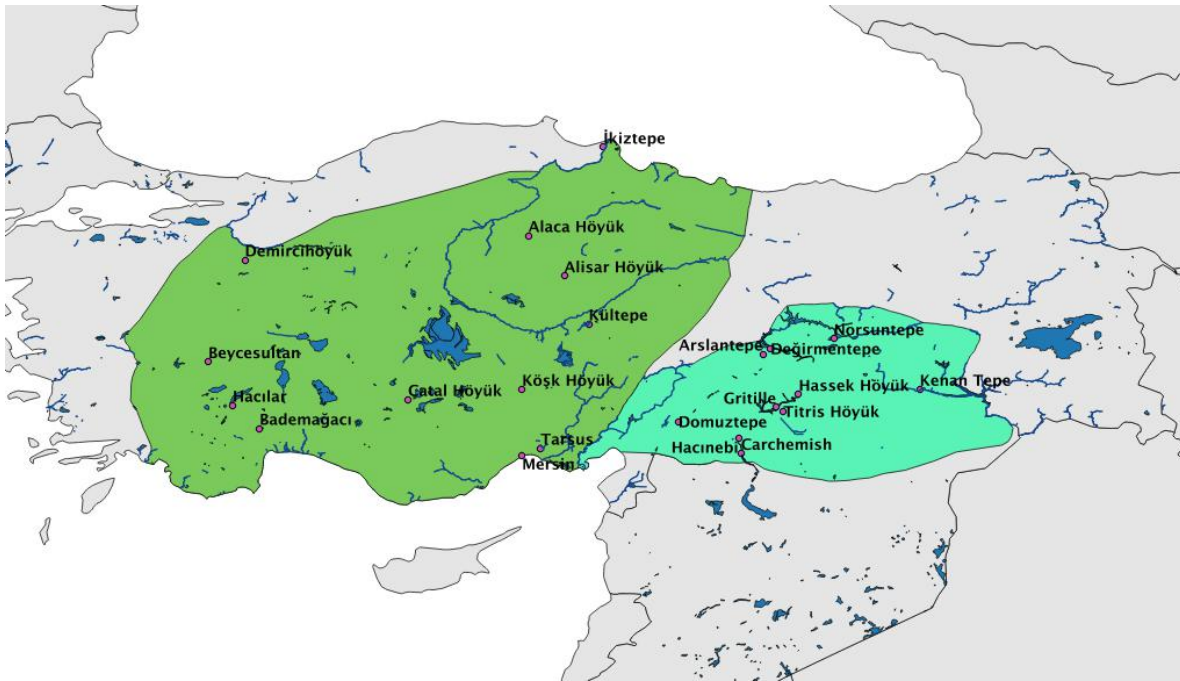 İkiztepe
Alaca Höyük
Demircihöyük
Alisar Höyük
Kültepe
Norsuntepe
Arslantepe
Değirmentepe
Beycesultan
Hassek Höyük
Kenan Tepe
Köşk Höyük
Çatal Höyük
Hacılar
Gritille
Titris Höyük
Domuztepe
Bademağacı
Tarsus
Hacınebi
Carchemish
Mersin